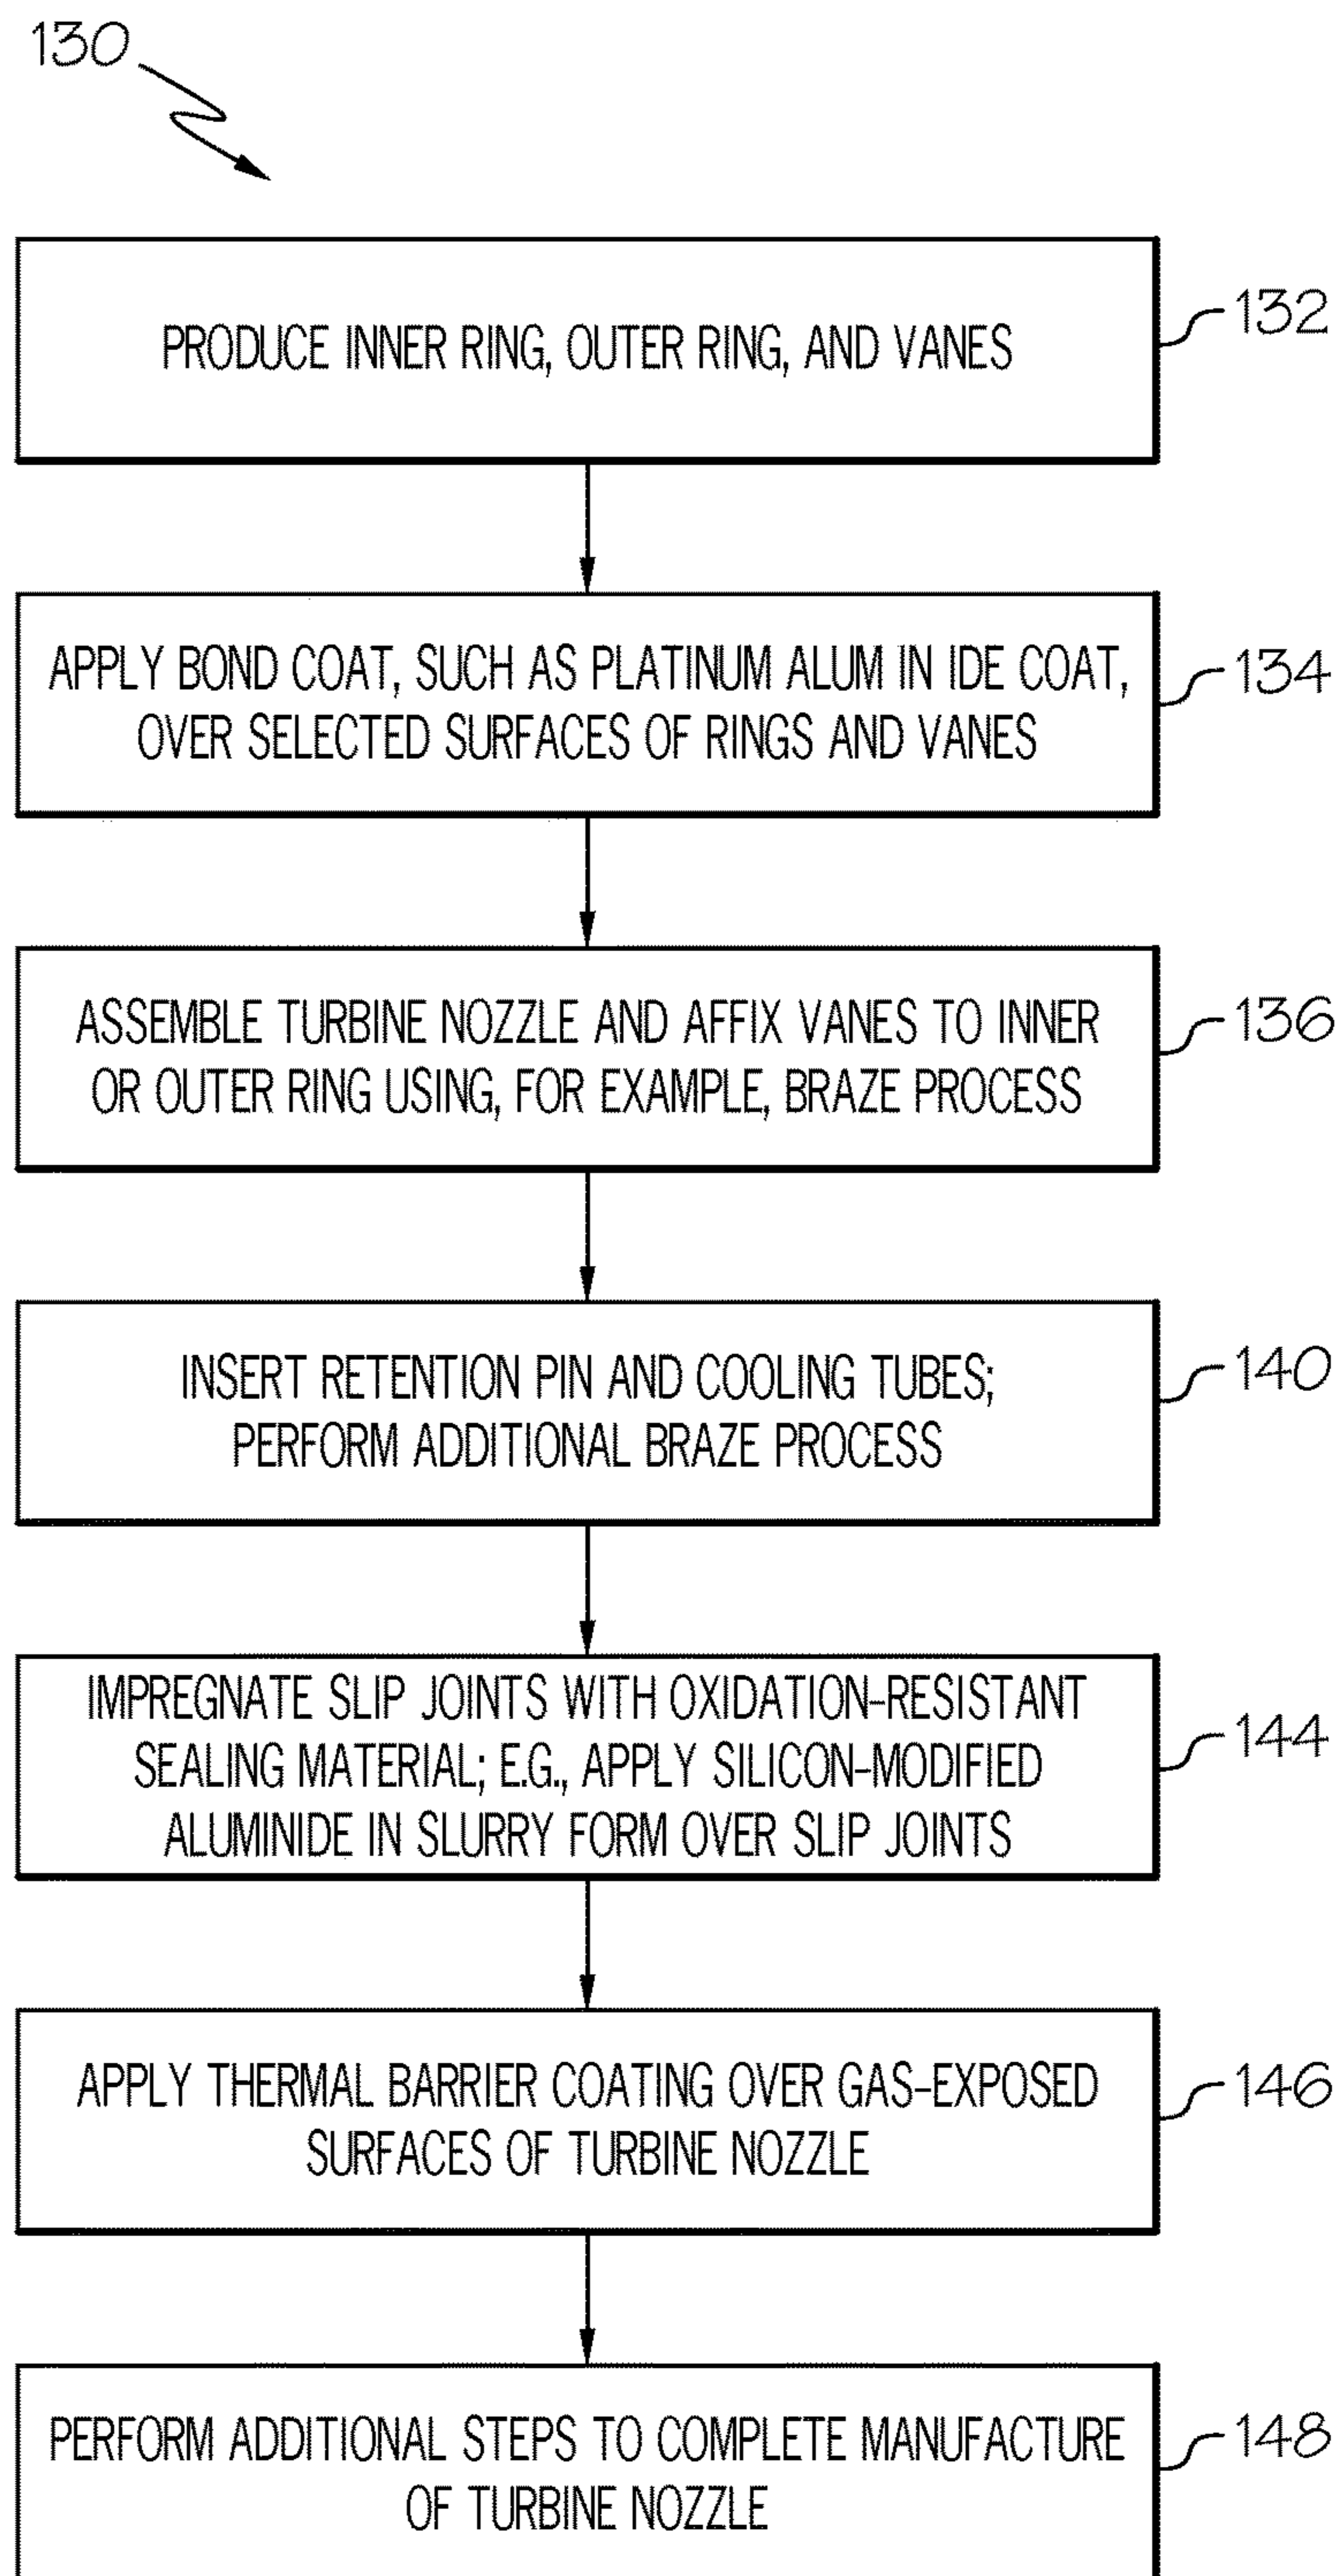 130
PRODUCE INNER RING, OUTER RING, AND VANES
132
APPLY BOND COAT, SUCH AS PLATINUM ALUM IN IDE COAT,
OVER SELECTED SURFACES OF RINGS AND VANES
134
ASSEMBLE TURBINE NOZZLE AND AFFIX VANES TO INNER
OR OUTER RING USING, FOR EXAMPLE, BRAZE PROCESS
136
INSERT RETENTION PIN AND COOLING TUBES;
PERFORM ADDITIONAL BRAZE PROCESS
140
IMPREGNATE SLIP JOINTS WITH OXIDATION-RESISTANT
SEALING MATERIAL; E.G., APPLY SILICON-MODIFIED
ALUMINIDE IN SLURRY FORM OVER SLIP JOINTS
144
APPLY THERMAL BARRIER COATING OVER GAS-EXPOSED
SURFACES OF TURBINE NOZZLE
146
PERFORM ADDITIONAL STEPS TO COMPLETE MANUFACTURE
OF TURBINE NOZZLE
148